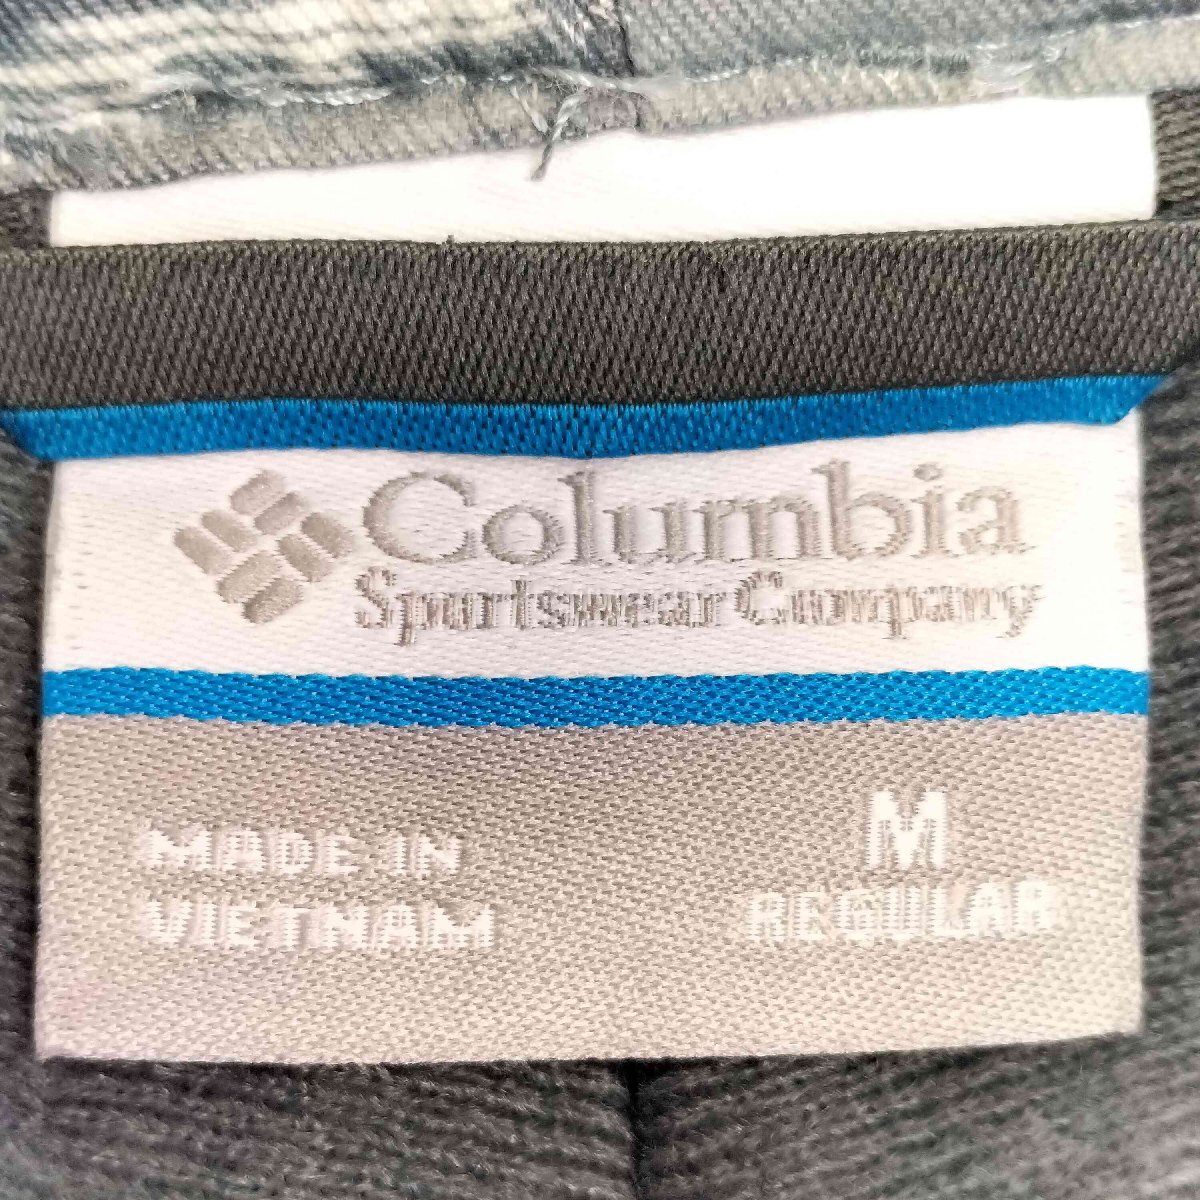 Columbia
Sportswear Company
MADE IN
VIETNAM
M
REGULAR